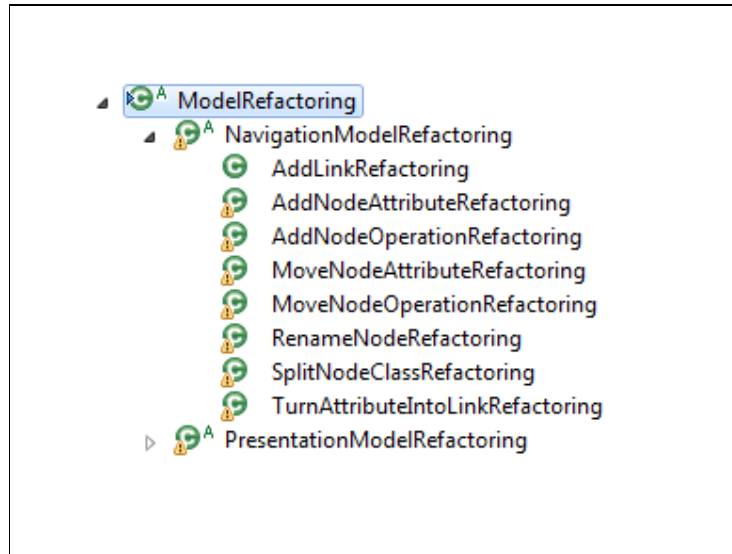 ModelRefactoring
NavigationModelRefactoring
AddLinkRefactoring
AddNodeAttributeRefactoring
AddNodeOperationRefactoring
MoveNodeAttributeRefactoring
MoveNodeOperationRefactoring
RenameNodeRefactoring
SplitNodeClassRefactoring
TurnAttributeIntoLinkRefactoring
PresentationModelRefactoring